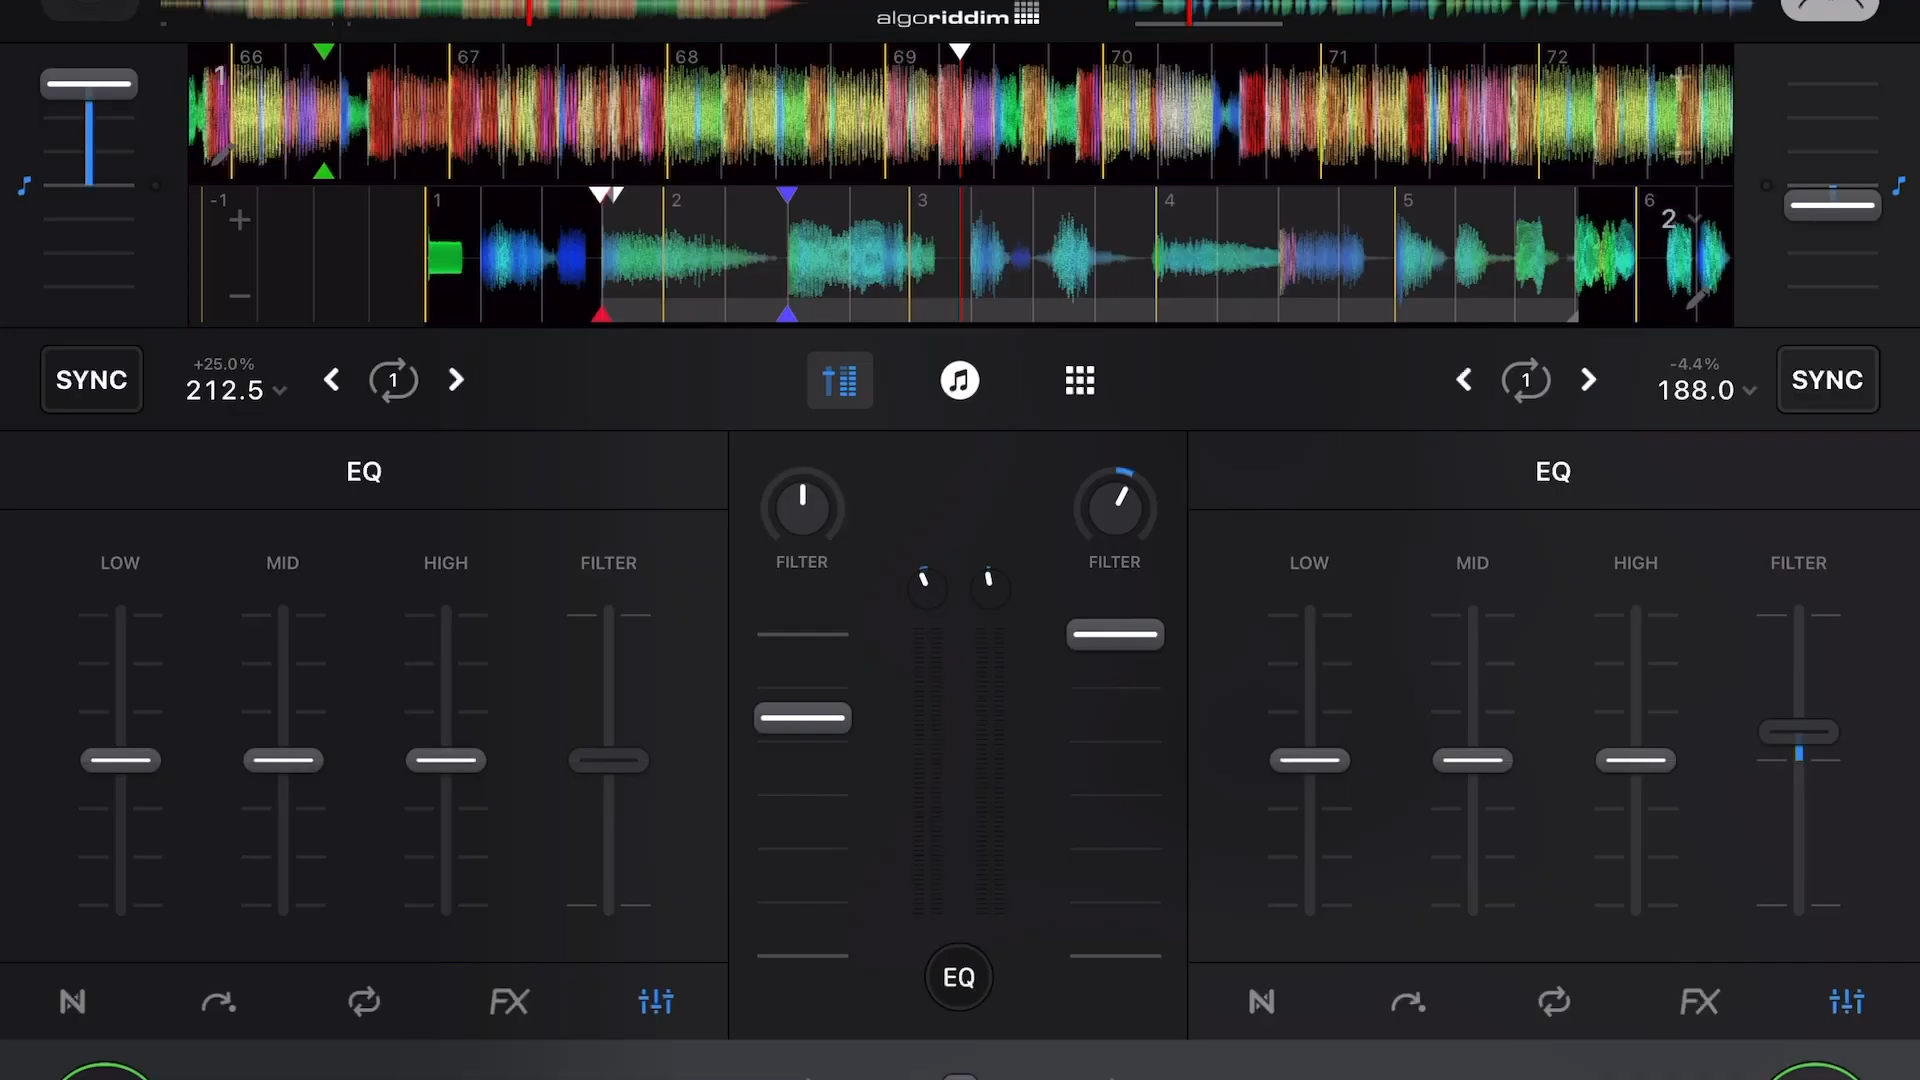 algoriddim
66 67 68 69 70 71 72
1
-1 1 2 3 4 5 6
2
SYNC
+25.0%
212.5
1
1
-4.4%
188.0
SYNC
EQ
EQ
FILTER
FILTER
LOW MID HIGH FILTER
LOW MID HIGH FILTER
EQ
FX
FX